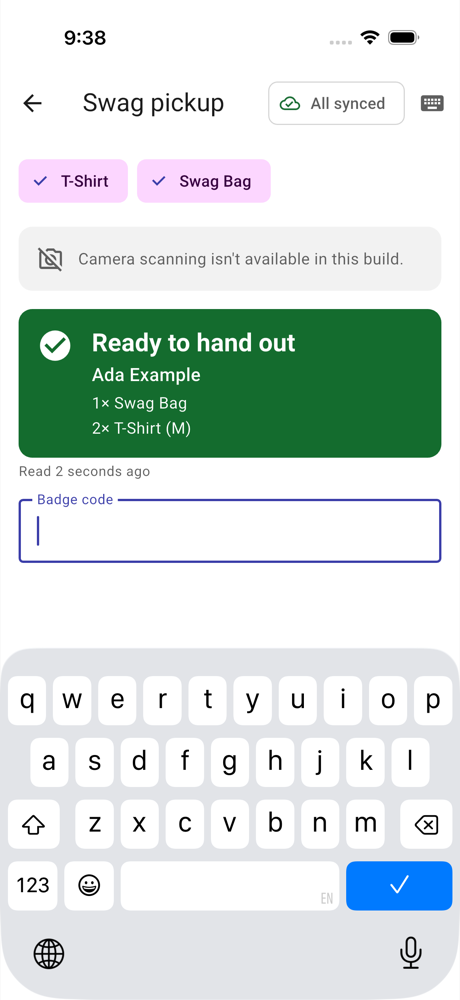 9:38
Swag pickup
All synced
T-Shirt
Swag Bag
Camera scanning isn't available in this build.
Ready to hand out
Ada Example
1× Swag Bag
2× T-Shirt (M)
Read 2 seconds ago
Badge code
q w e r t y u i o p
a s d f g h j k l
z x c v b n m
123
EN